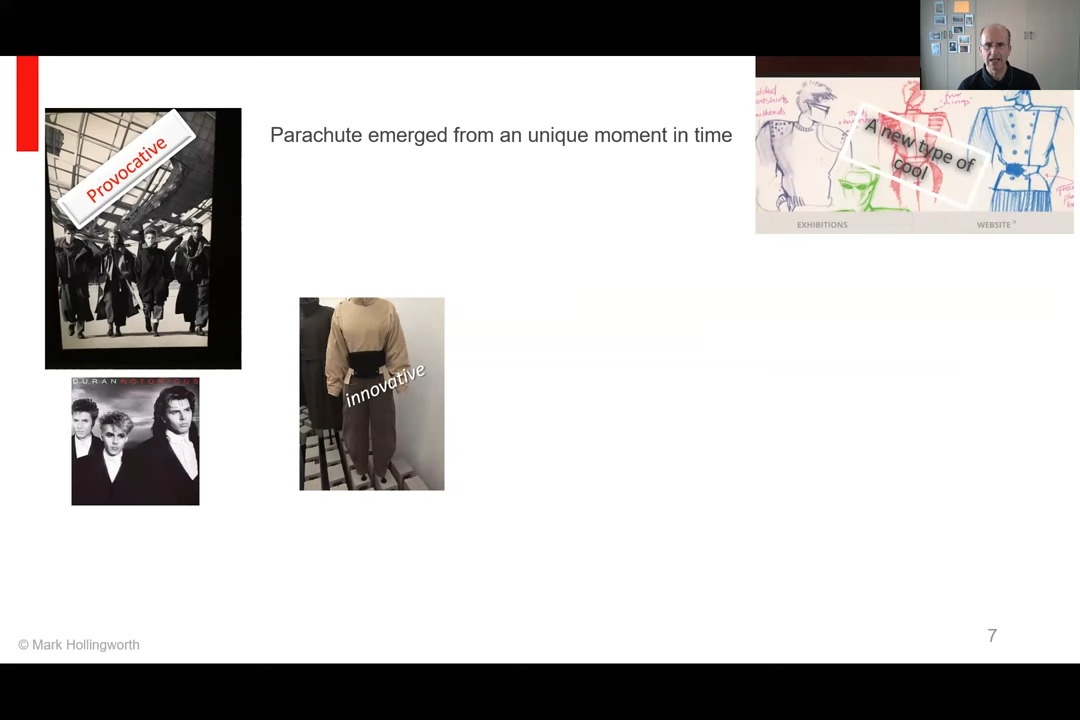 Parachute emerged from an unique moment in time
Provocative
A new type of
cool
EXHIBITIONS
WEBSITE
DURAN NOTORIOUS
innovative
© Mark Hollingworth
7